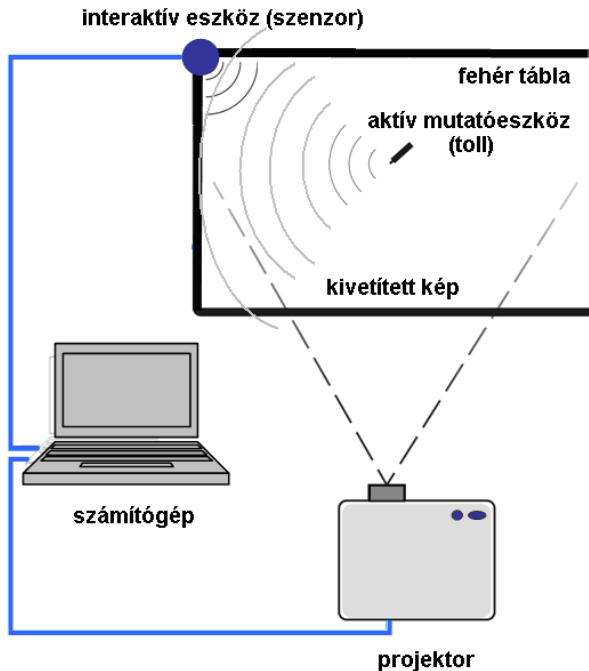 interaktív eszköz (szenzor)
fehér tábla
aktív mutatóeszköz
(toll)
kivetített kép
számítógép
projektor